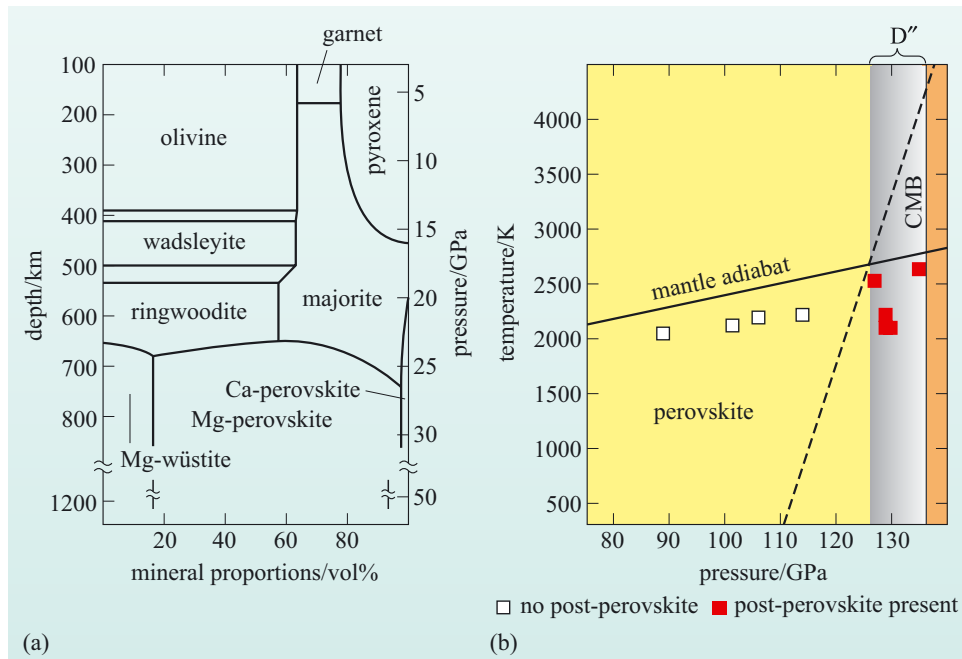 garnet
100
200
300
400
500
600
700
800
1200
depth/km
olivine
pyroxene
wadsleyite
ringwoodite
majorite
Ca-perovskite
Mg-perovskite
Mg-wüstite
5
10
15
20
25
30
50
pressure/GPa
20
40
60
80
mineral proportions/vol%
(a)
D″
4000
3500
3000
2500
2000
1500
1000
500
temperature/K
CMB
mantle adiabat
perovskite
80
90
100
110
120
130
pressure/GPa
no post-perovskite
post-perovskite present
(b)